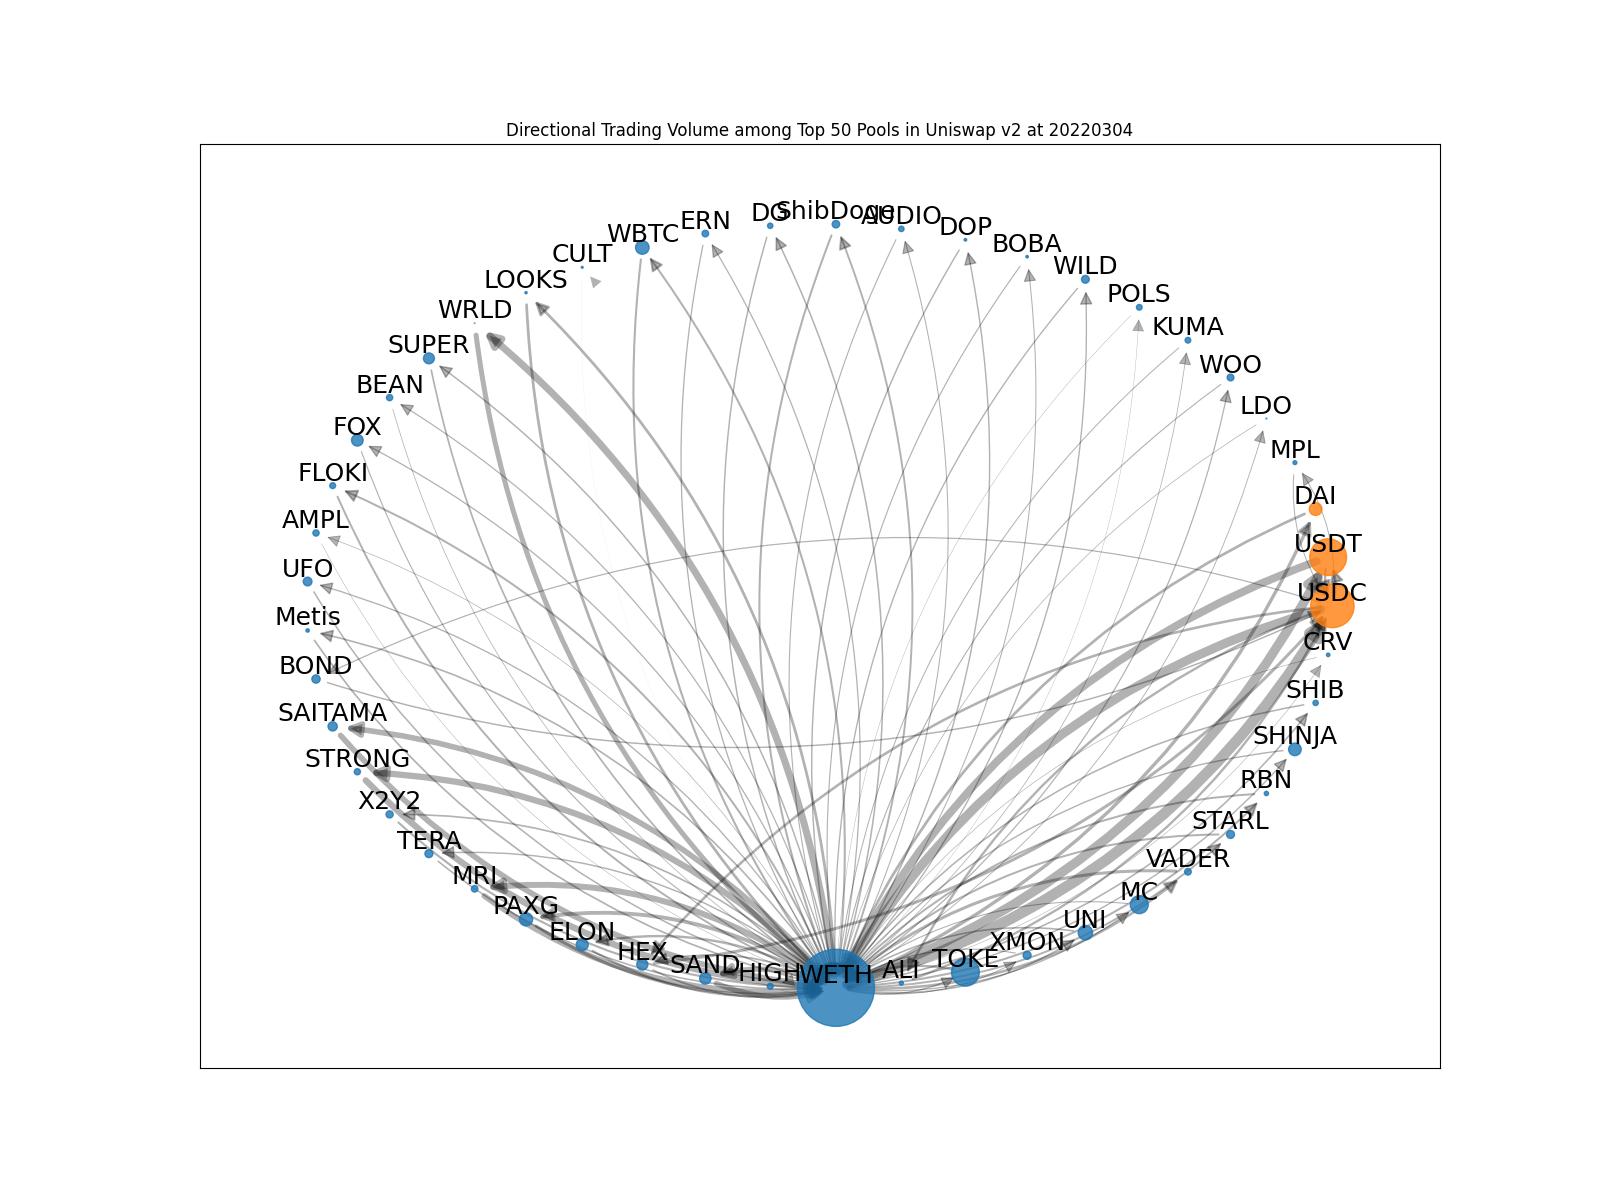 Directional Trading Volume among Top 50 Pools in Uniswap v2 at 20220304
DG
ShibDoge
AUDIO
ERN
DOP
WBTC
BOBA
CULT
WILD
LOOKS
POLS
WRLD
KUMA
SUPER
WOO
BEAN
LDO
FOX
MPL
FLOKI
DAI
AMPL
USDT
UFO
USDC
Metis
CRV
BOND
SHIB
SAITAMA
SHINJA
STRONG
RBN
X2Y2
STARL
TERA
VADER
MRI
MC
PAXG
UNI
ELON
XMON
HEX
TOKE
SAND
HIGH
WETH
ALI